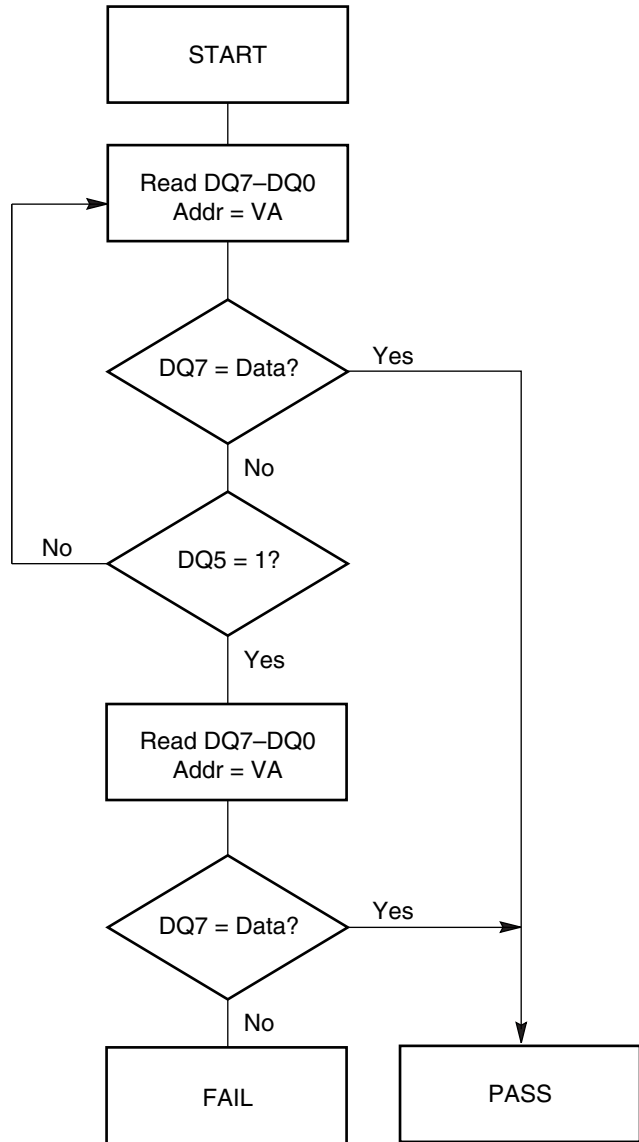 START
Read DQ7–DQ0
Addr = VA
DQ7 = Data?
Yes
No
No
DQ5 = 1?
Yes
Read DQ7–DQ0
Addr = VA
DQ7 = Data?
Yes
No
FAIL
PASS